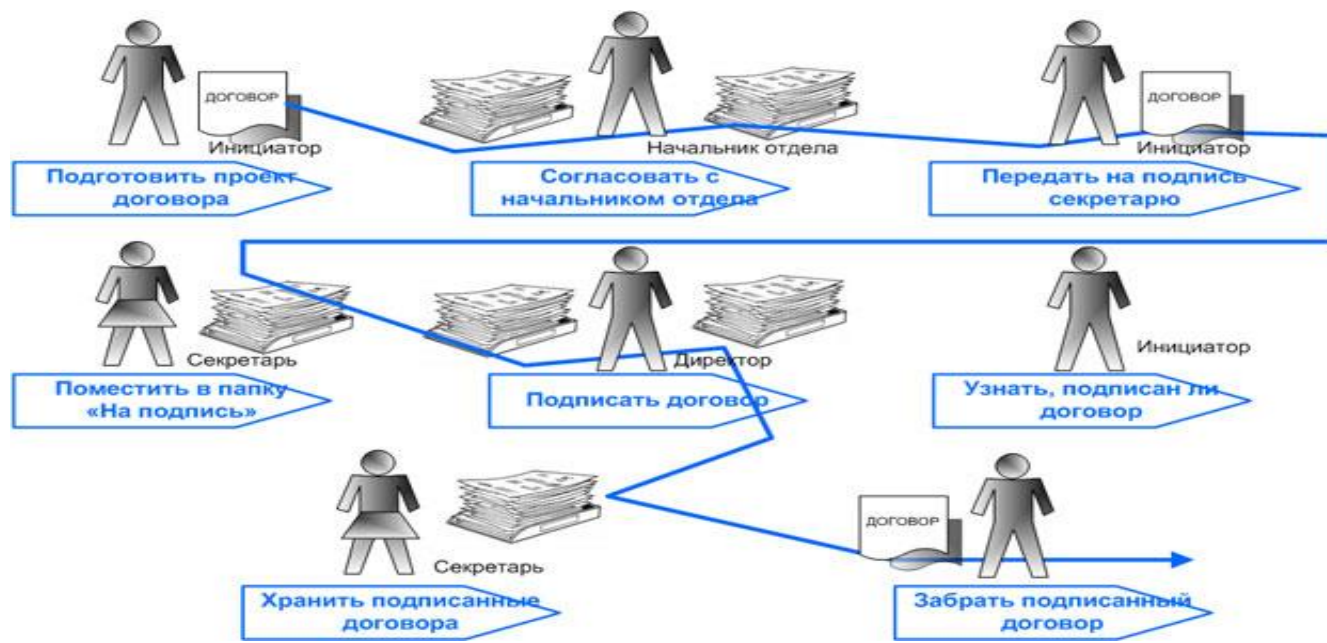 ДОГОВОР
Инициатор
Подготовить проект
договора
Начальник отдела
Согласовать с
начальником отдела
ДОГОВОР
Инициатор
Передать на подпись
секретарю
Секретарь
Поместить в папку
«На подпись»
Директор
Подписать договор
Инициатор
Узнать, подписан ли
договор
Секретарь
Хранить подписанные
договора
ДОГОВОР
Забрать подписанный
договор